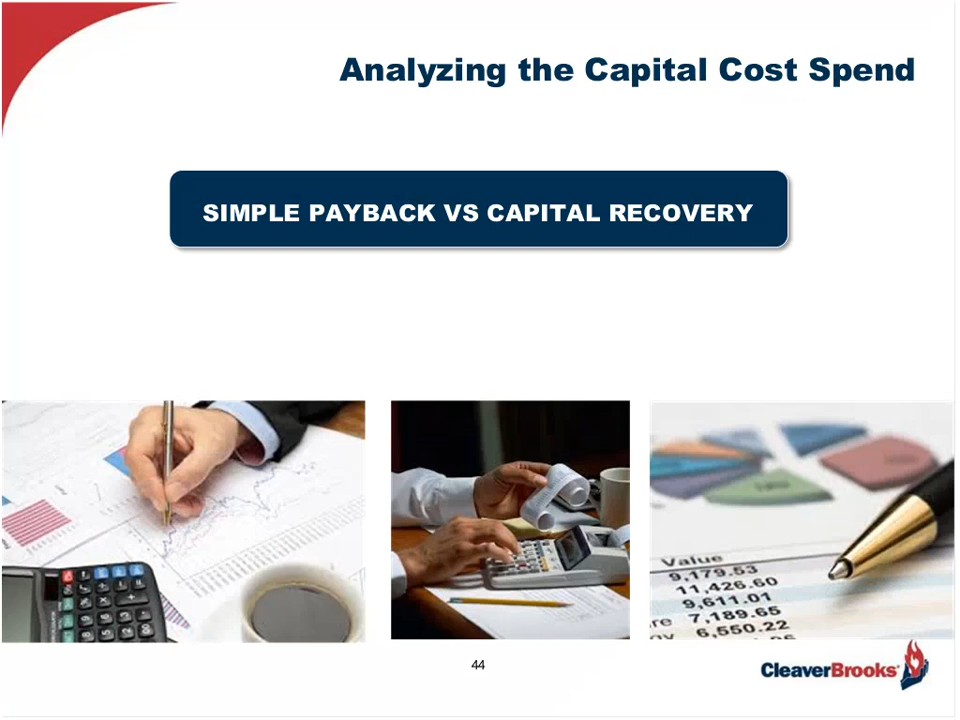 Analyzing the Capital Cost Spend
SIMPLE PAYBACK VS CAPITAL RECOVERY
Value
9,179.53
11,426.60
9,611.01
7,189.65
6,550.22
44
CleaverBrooks